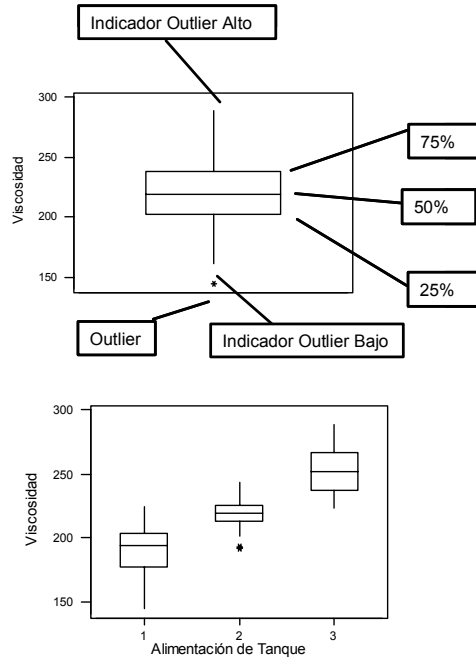 Indicador Outlier Alto
300
250
200
150
Viscosidad
75%
50%
25%
Outlier
Indicador Outlier Bajo
300
250
200
150
Viscosidad
1
2
3
Alimentación de Tanque